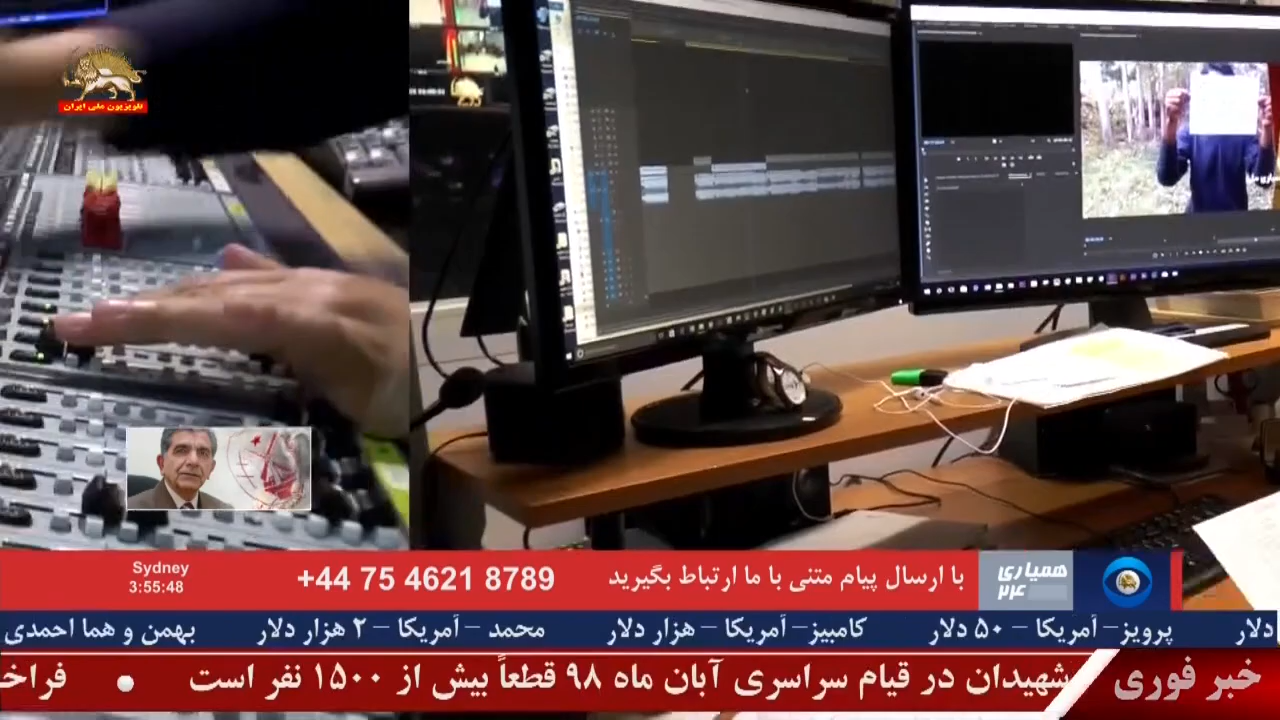 تلویزیون ملی ایران
Sydney
3:55:48
+44 75 4621 8789
با ارسال پیام متنی با ما ارتباط بگیرید
همیاری
۲۴
دلار
پرویز – آمریکا – ۵۰ دلار
کامبیز – آمریکا – هزار دلار
محمد – آمریکا – ۲ هزار دلار
بهمن و هما احمدی
خبر فوری
شهیدان در قیام سراسری آبان ماه ۹۸ قطعاً بیش از ۱۵۰۰ نفر است